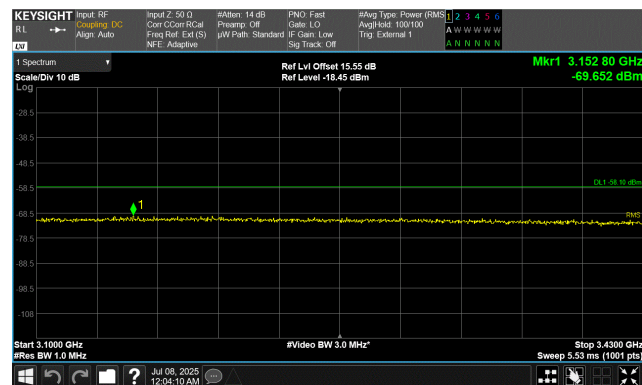 KEYSIGHT Input: RF Input Z: 50 Ω #Atten: 14 dB PNO: Fast #Avg Type: Power (RMS 1 2 3 4 5 6
RL Coupling: DC Corr CCorr RCal Preamp: Off Gate: LO Avg|Hold: 100/100 A W W W W W
Align: Auto Freq Ref: Ext (S) µW Path: Standard IF Gain: Low Trig: External 1
LXI NFE: Adaptive Sig Track: Off A N N N N N
1 Spectrum Ref Lvl Offset 15.55 dB Mkr1 3.152 80 GHz
Scale/Div 10 dB Ref Level -18.45 dBm -69.652 dBm
Log
-28.5
-38.5
-48.5
-58.5
DL1 -58.10 dBm
1
-68.5
RMS
-78.5
-88.5
-98.5
-108
Start 3.1000 GHz #Video BW 3.0 MHz* Stop 3.4300 GHz
#Res BW 1.0 MHz Sweep 5.53 ms (1001 pts)
? Jul 08, 2025
12:04:10 AM